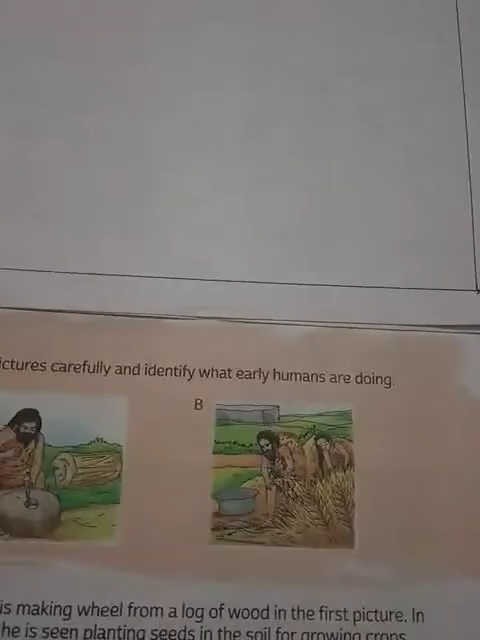 ictures carefully and identify what early humans are doing.
B
is making wheel from a log of wood in the first picture. In
he is seen planting seeds in the soil for growing crops